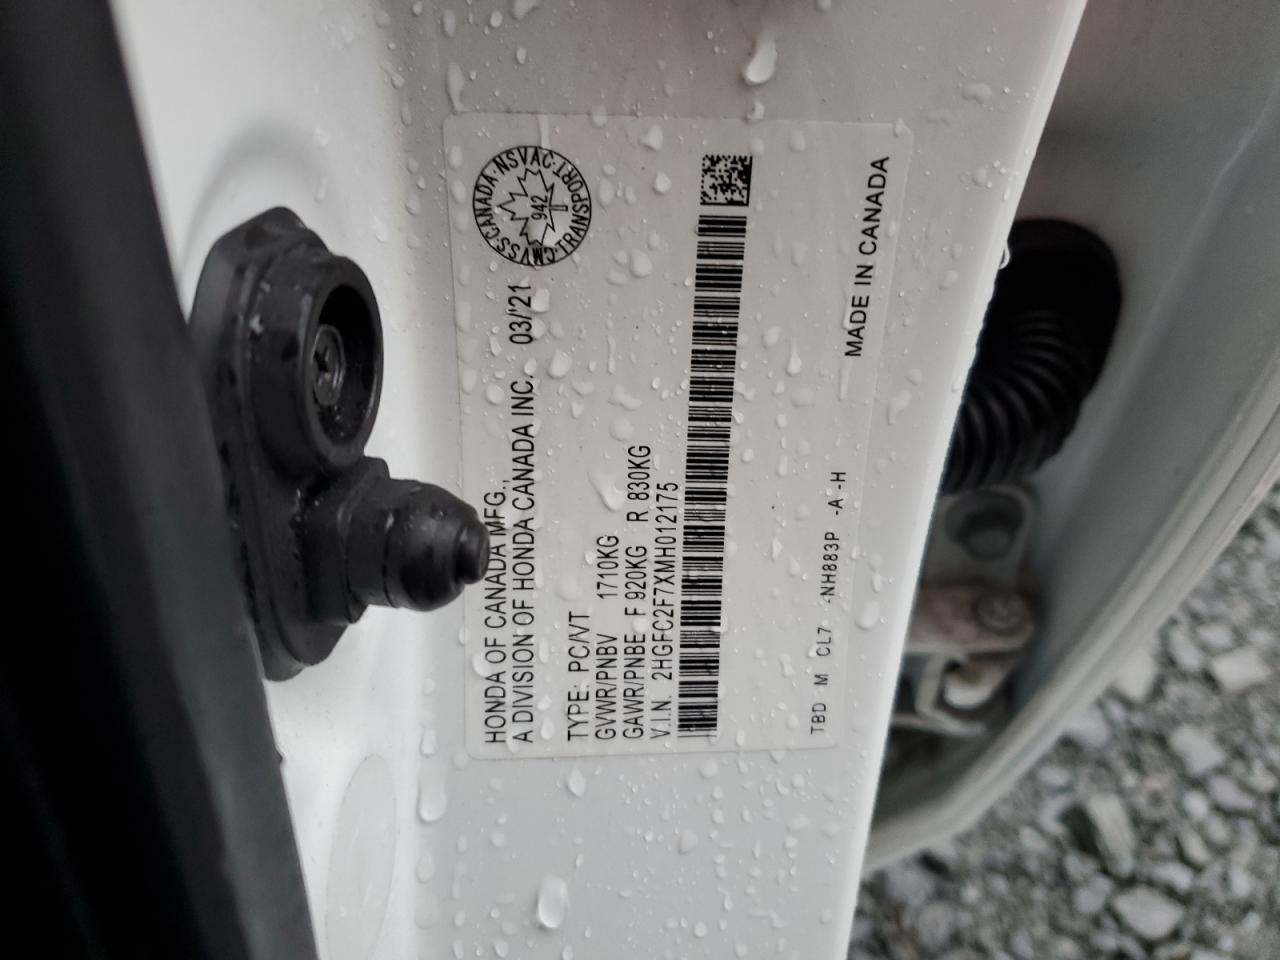 HONDA OF CANADA MFG.,
A DIVISION OF HONDA CANADA INC. 03/'21
TYPE: PC/VT
GVWR/PNBV 1710KG
GAWR/PNBE F 920KG R 830KG
V.I.N. 2HGFC2F7XMH012175
TBD M CL7 -NH883P -A -H
MADE IN CANADA
CANADA · NSVAC · TRANSPORT · CMVSS ·
942